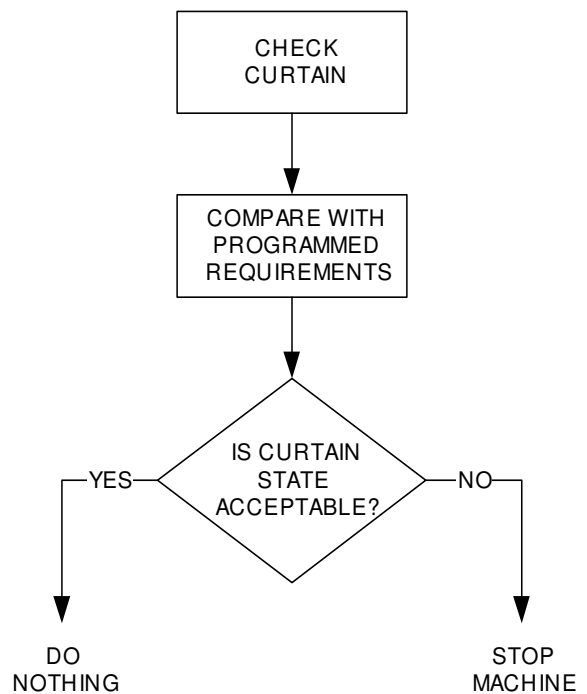 CHECK
CURTAIN
COMPARE WITH
PROGRAMMED
REQUIREMENTS
IS CURTAIN
STATE
ACCEPTABLE?
YES
NO
DO
NOTHING
STOP
MACHINE